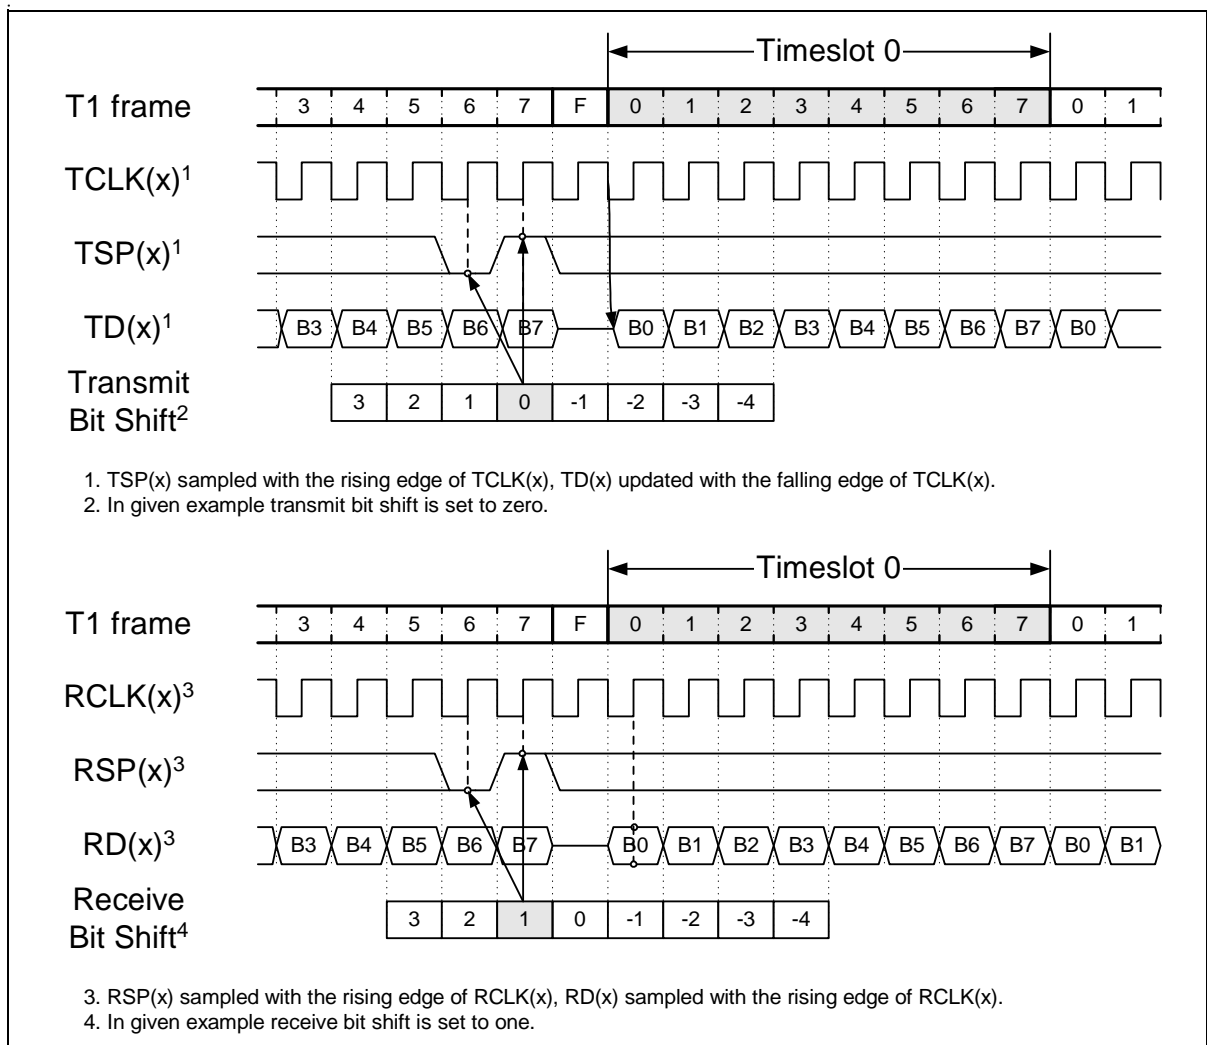 Timeslot 0
T1 frame 3 4 5 6 7 F 0 1 2 3 4 5 6 7 0 1
TCLK(x)1
TSP(x)1
TD(x)1 B3 B4 B5 B6 B7 B0 B1 B2 B3 B4 B5 B6 B7 B0
Transmit
Bit Shift2 3 2 1 0 -1 -2 -3 -4
1. TSP(x) sampled with the rising edge of TCLK(x), TD(x) updated with the falling edge of TCLK(x).
2. In given example transmit bit shift is set to zero.
Timeslot 0
T1 frame 3 4 5 6 7 F 0 1 2 3 4 5 6 7 0 1
RCLK(x)3
RSP(x)3
RD(x)3 B3 B4 B5 B6 B7 B0 B1 B2 B3 B4 B5 B6 B7 B0 B1
Receive
Bit Shift4 3 2 1 0 -1 -2 -3 -4
3. RSP(x) sampled with the rising edge of RCLK(x), RD(x) sampled with the rising edge of RCLK(x).
4. In given example receive bit shift is set to one.